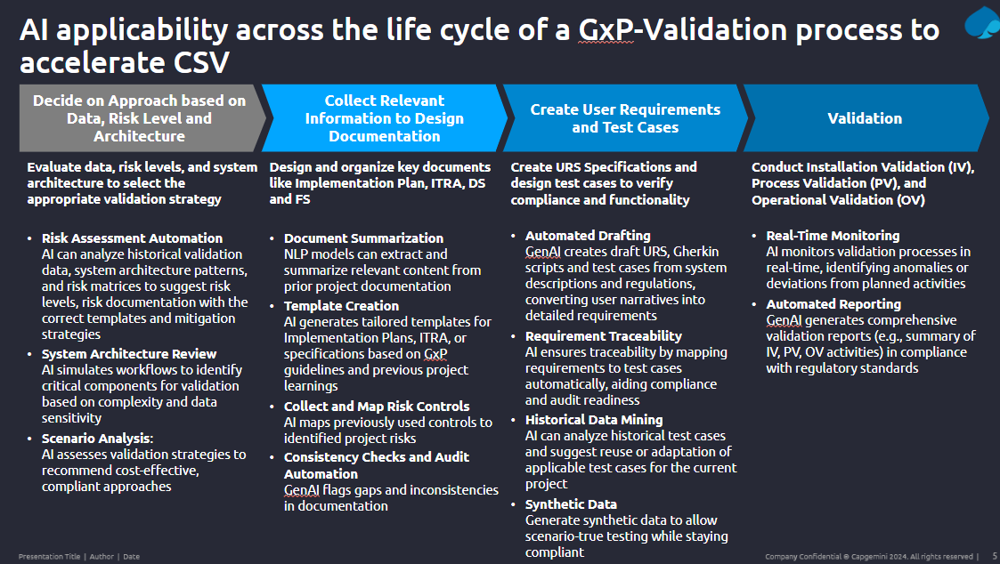 AI applicability across the life cycle of a GxP-Validation process to
accelerate CSV
Decide on Approach based on
Data, Risk Level and
Architecture
Collect Relevant
Information to Design
Documentation
Create User Requirements
and Test Cases
Validation
Evaluate data, risk levels, and system
architecture to select the
appropriate validation strategy
• Risk Assessment Automation
AI can analyze historical validation
data, system architecture patterns,
and risk matrices to suggest risk
levels, risk documentation with the
correct templates and mitigation
strategies
• System Architecture Review
AI simulates workflows to identify
critical components for validation
based on complexity and data
sensitivity
• Scenario Analysis:
AI assesses validation strategies to
recommend cost-effective,
compliant approaches
Design and organize key documents
like Implementation Plan, ITRA, DS
and FS
• Document Summarization
NLP models can extract and
summarize relevant content from
prior project documentation
• Template Creation
AI generates tailored templates for
Implementation Plans, ITRA, or
specifications based on GxP
guidelines and previous project
learnings
• Collect and Map Risk Controls
AI maps previously used controls to
identified project risks
• Consistency Checks and Audit
Automation
GenAI flags gaps and inconsistencies
in documentation
Create URS Specifications and
design test cases to verify
compliance and functionality
• Automated Drafting
GenAI creates draft URS, Gherkin
scripts and test cases from system
descriptions and regulations,
converting user narratives into
detailed requirements
• Requirement Traceability
AI ensures traceability by mapping
requirements to test cases
automatically, aiding compliance
and audit readiness
• Historical Data Mining
AI can analyze historical test cases
and suggest reuse or adaptation of
applicable test cases for the current
project
• Synthetic Data
Generate synthetic data to allow
scenario-true testing while staying
compliant
Conduct Installation Validation (IV),
Process Validation (PV), and
Operational Validation (OV)
• Real-Time Monitoring
AI monitors validation processes in
real-time, identifying anomalies or
deviations from planned activities
• Automated Reporting
GenAI generates comprehensive
validation reports (e.g., summary of
IV, PV, OV activities) in compliance
with regulatory standards
Presentation Title | Author | Date
Company Confidential © Capgemini 2024. All rights reserved | 5